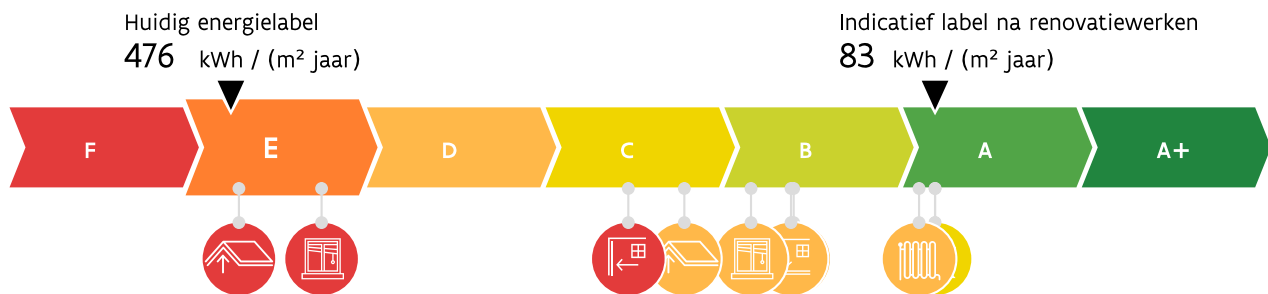 Huidig energielabel
476 kWh / (m² jaar)
Indicatief label na renovatiewerken
83 kWh / (m² jaar)
F E D C B A A+